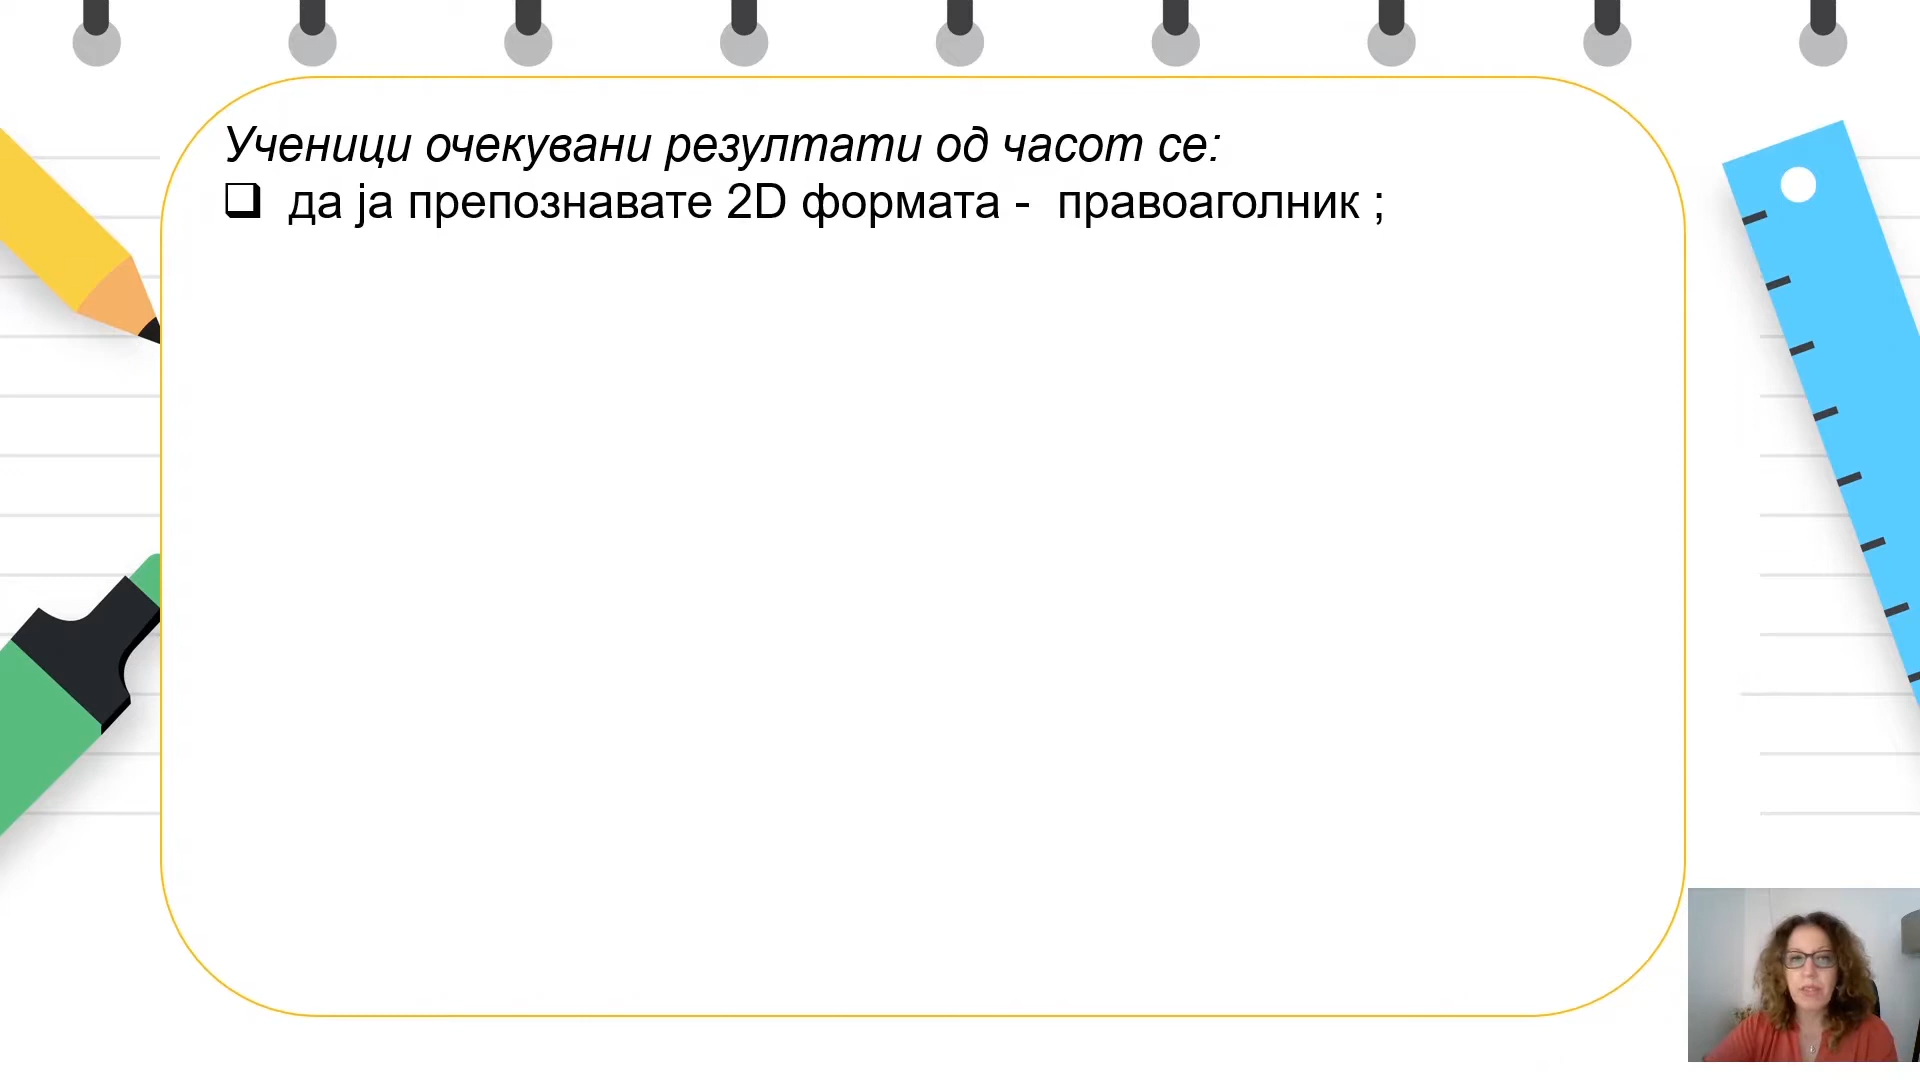 Ученици очекувани резултати од часот се:
❑ да ја препознавате 2D формата - правоаголник ;